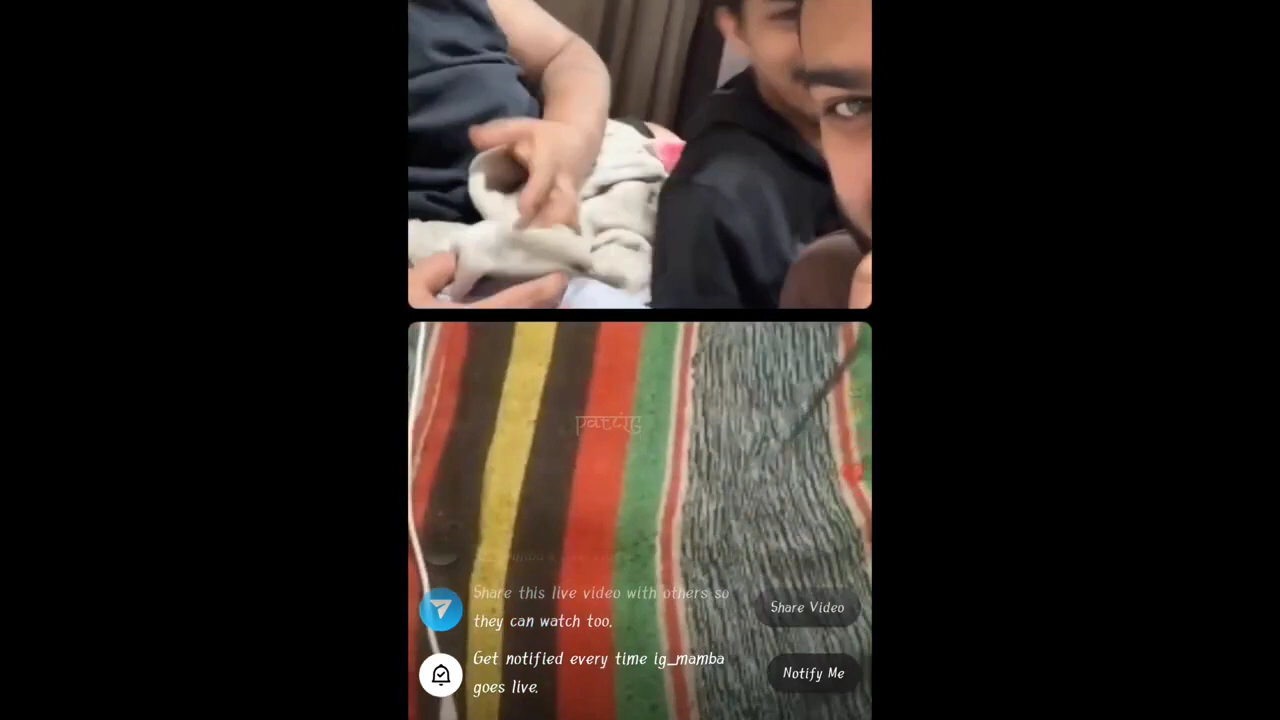 Share this live video with others so
they can watch too.
Share Video
Get notified every time ig_mamba
goes live.
Notify Me